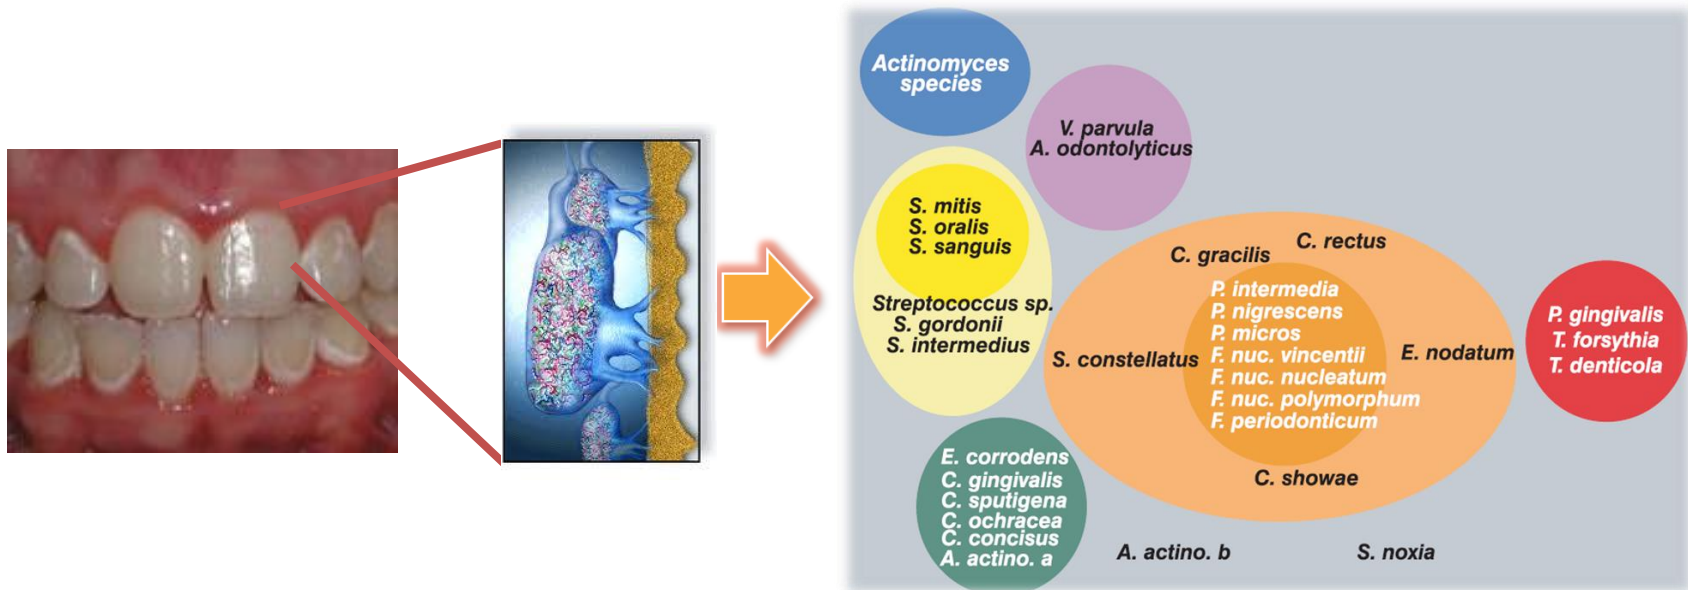 Actinomyces
species
V. parvula
A. odontolyticus
S. mitis
S. oralis
S. sanguis
Streptococcus sp.
S. gordonii
S. intermedius
C. gracilis
C. rectus
P. intermedia
P. nigrescens
P. micros
F. nuc. vincentii
F. nuc. nucleatum
F. nuc. polymorphum
F. periodonticum
S. constellatus
E. nodatum
C. showae
P. gingivalis
T. forsythia
T. denticola
E. corrodens
C. gingivalis
C. sputigena
C. ochracea
C. concisus
A. actino. a
A. actino. b
S. noxia